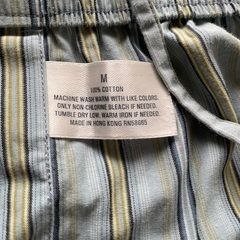 M
100% COTTON
MACHINE WASH WARM WITH LIKE COLORS.
ONLY NON-CHLORINE BLEACH IF NEEDED.
TUMBLE DRY LOW. WARM IRON IF NEEDED.
MADE IN HONG KONG RN58665